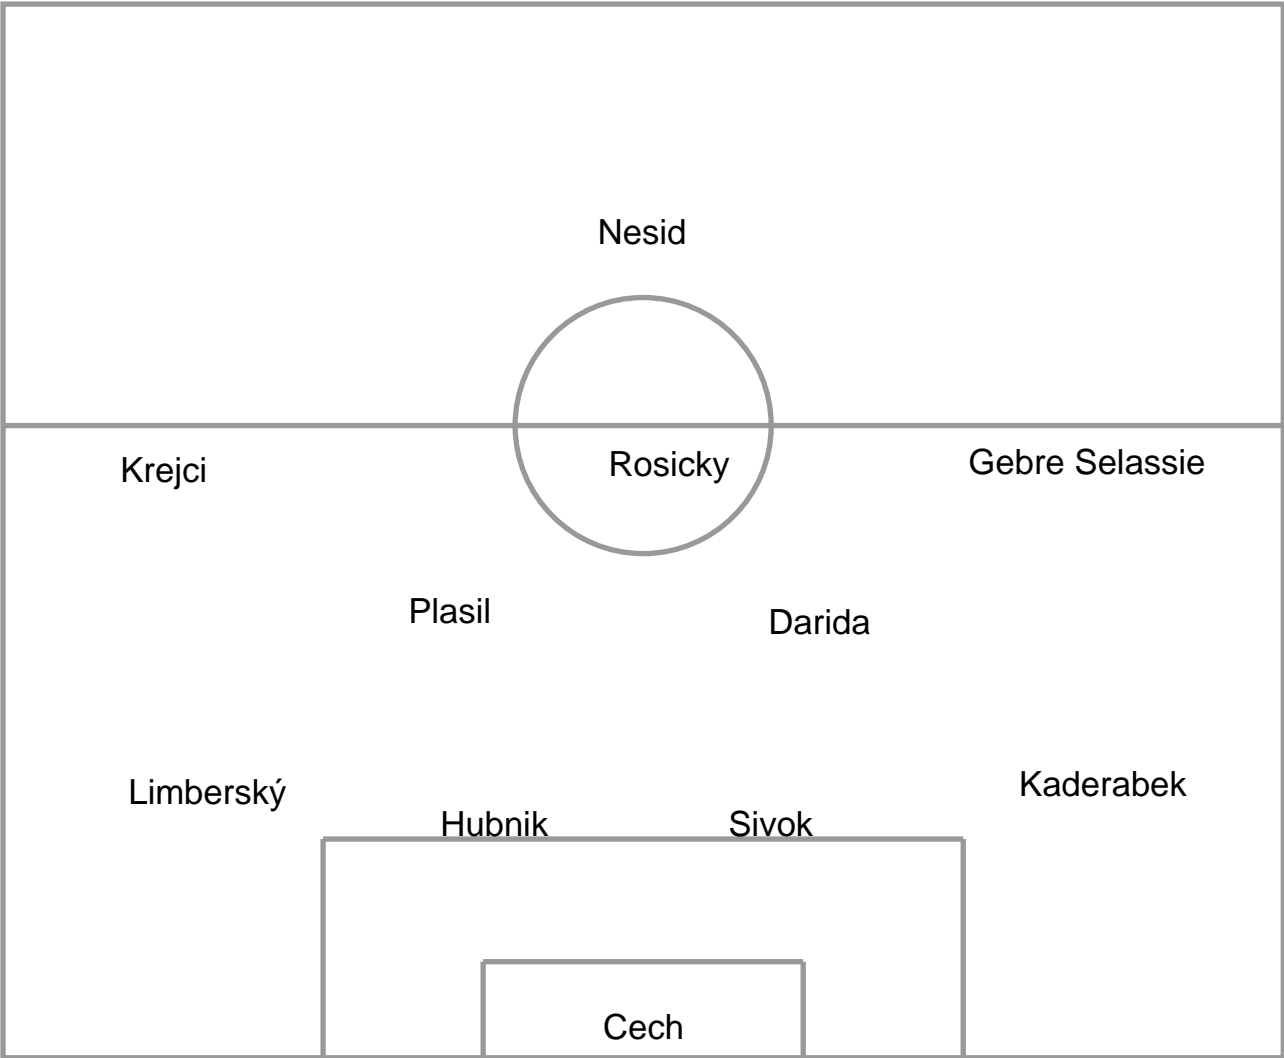 Nesid
Krejci
Rosicky
Gebre Selassie
Plasil
Darida
Limberský
Hubnik
Sivok
Kaderabek
Cech